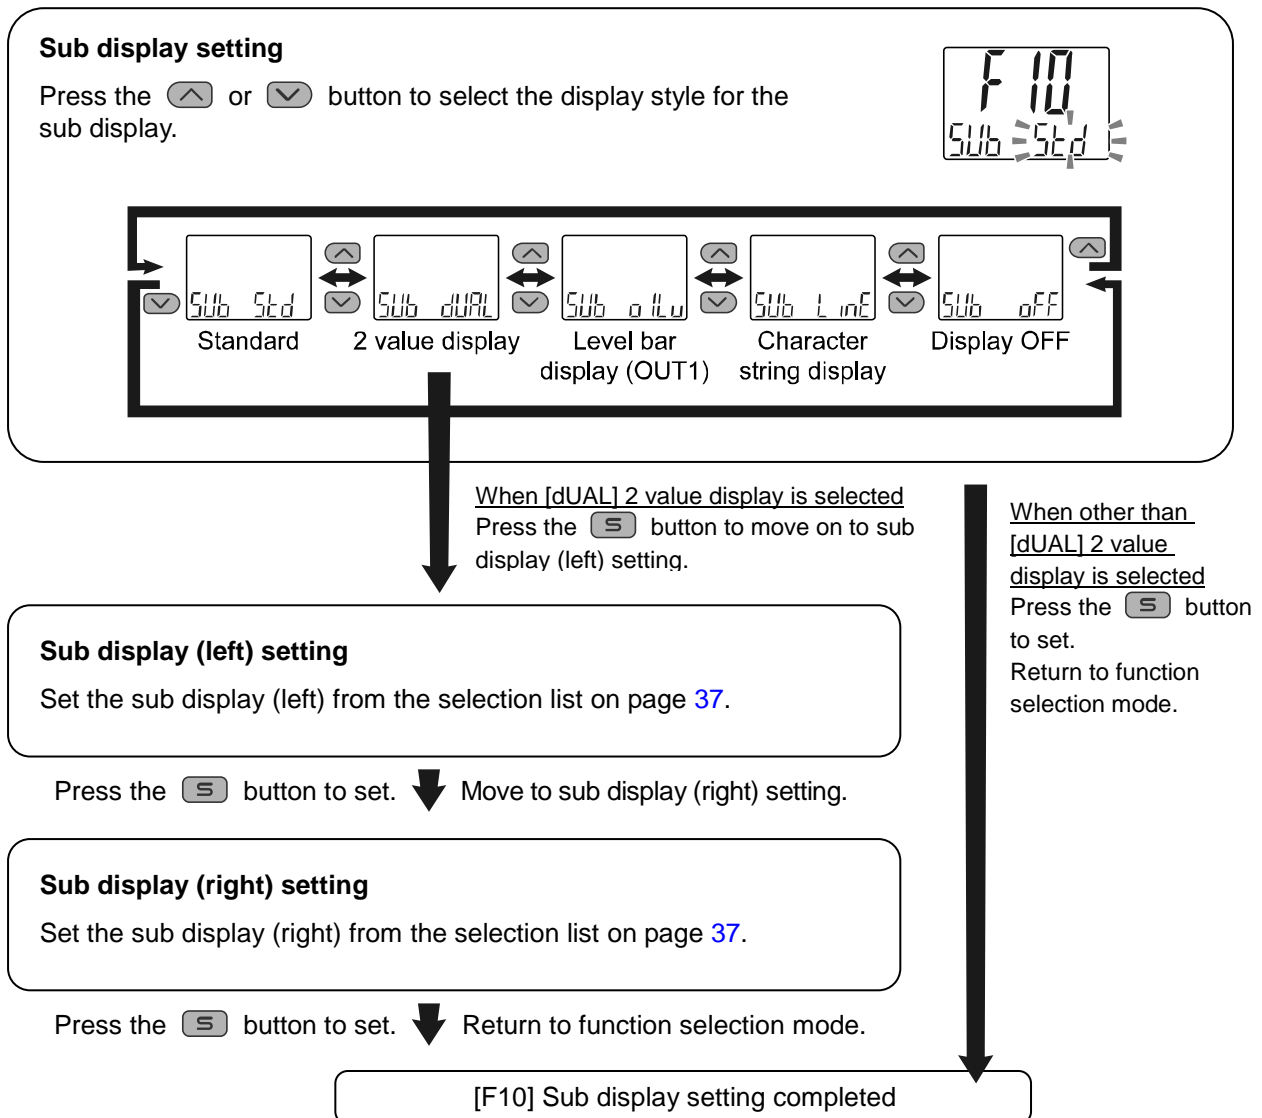 Sub display setting
Press the or button to select the display style for the
sub display.
F 10
SUb Std
SUb Std
SUb dUAL
SUb o1Lv
SUb LinE
SUb oFF
Standard
2 value display
Level bar
display (OUT1)
Character
string display
Display OFF
When [dUAL] 2 value display is selected
Press the S button to move on to sub
display (left) setting.
When other than
[dUAL] 2 value
display is selected
Press the S button
to set.
Return to function
selection mode.
Sub display (left) setting
Set the sub display (left) from the selection list on page 37.
Press the S button to set. Move to sub display (right) setting.
Sub display (right) setting
Set the sub display (right) from the selection list on page 37.
Press the S button to set. Return to function selection mode.
[F10] Sub display setting completed